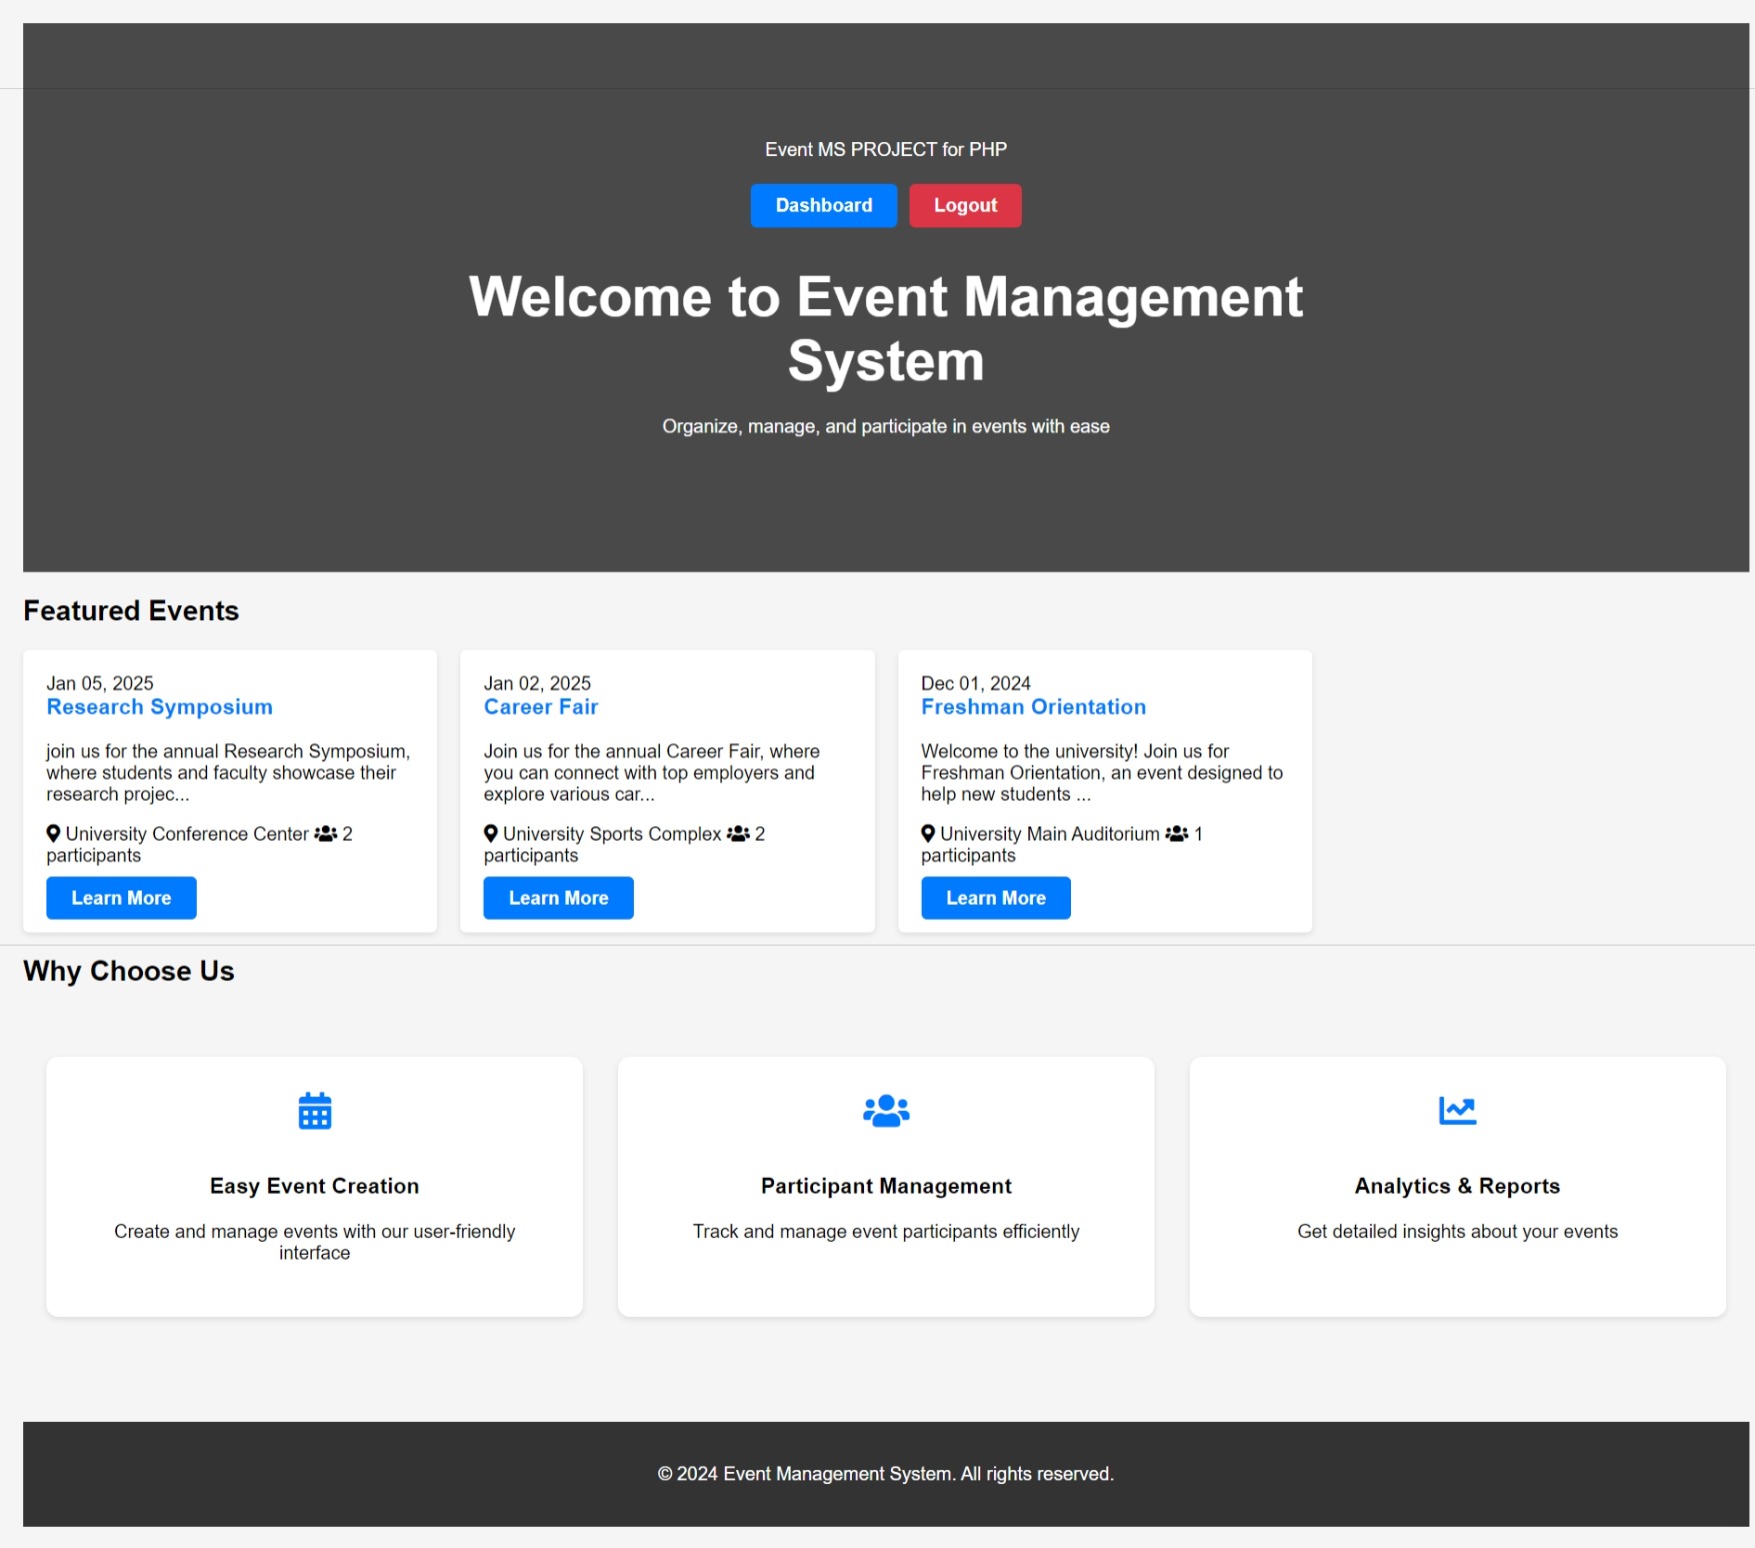 Event MS PROJECT for PHP
Dashboard
Logout
Welcome to Event Management
System
Organize, manage, and participate in events with ease
Featured Events
Jan 05, 2025
Research Symposium
join us for the annual Research Symposium,
where students and faculty showcase their
research projec...
University Conference Center 2
participants
Learn More
Jan 02, 2025
Career Fair
Join us for the annual Career Fair, where
you can connect with top employers and
explore various car...
University Sports Complex 2
participants
Learn More
Dec 01, 2024
Freshman Orientation
Welcome to the university! Join us for
Freshman Orientation, an event designed to
help new students ...
University Main Auditorium 1
participants
Learn More
Why Choose Us
Easy Event Creation
Create and manage events with our user-friendly
interface
Participant Management
Track and manage event participants efficiently
Analytics & Reports
Get detailed insights about your events
© 2024 Event Management System. All rights reserved.